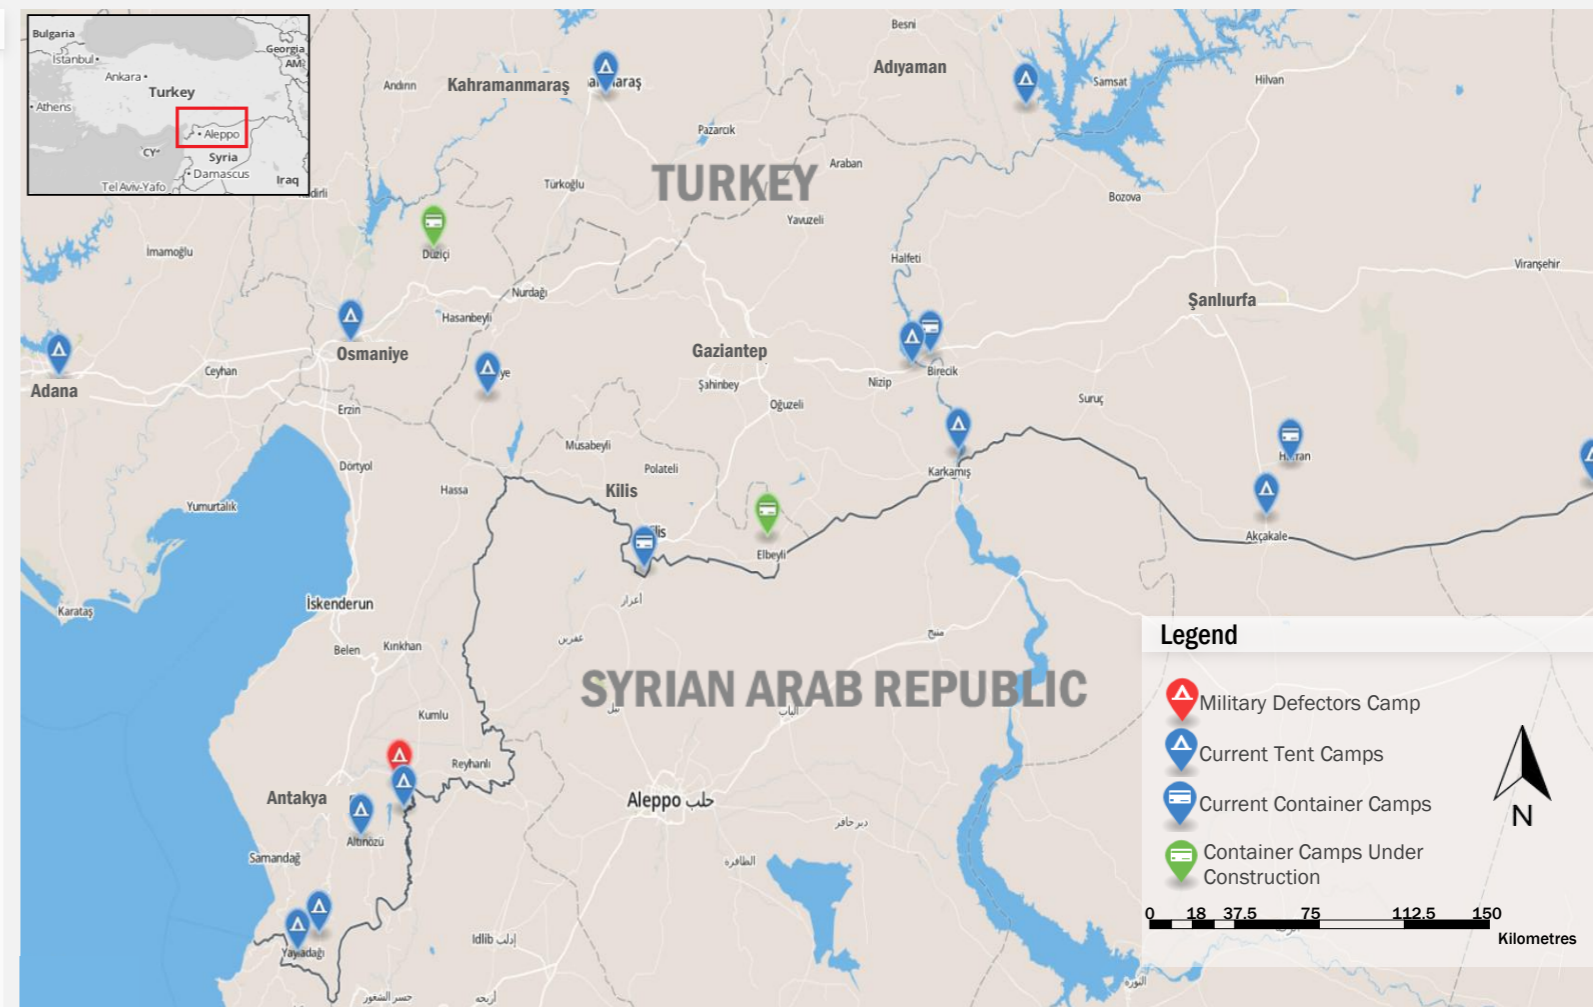 Bulgaria
Istanbul
Georgia
AM
Ankara
Turkey
Athens
Aleppo
CY
Syria
Damascus
Tel Aviv-Yafo
Iraq
Besni
Andırın
Kahramanmaraş
Adıyaman
Samsat
Hilvan
Pazarcık
Araban
TURKEY
Türkoğlu
Bozova
Yavuzeli
İmamoğlu
Düziçi
Halfeti
Viranşehir
Nurdağı
Şanlıurfa
Hasanbeyli
Osmaniye
Gaziantep
Ceyhan
Adana
Şahinbey
Nizip
Birecik
Oğuzeli
Suruç
Erzin
Musabeyli
Dörtyol
Polateli
Karkamış
Hassa
Kilis
Yumurtalık
Akçakale
Elbeyli
Karataş
İskenderun
أعزاز
عفرين
منبج
Belen
Kırıkhan
SYRIAN ARAB REPUBLIC
الباب
Kumlu
Reyhanlı
Antakya
Aleppo حلب
دير حافر
Altınözü
Samandağ
الطافرة
Yayladağı
Idlib إدلب
جسر الشغور
أريحه
الثورة
Legend
Military Defectors Camp
Current Tent Camps
Current Container Camps
Container Camps Under
Construction
N
0 18 37.5 75 112.5 150
Kilometres